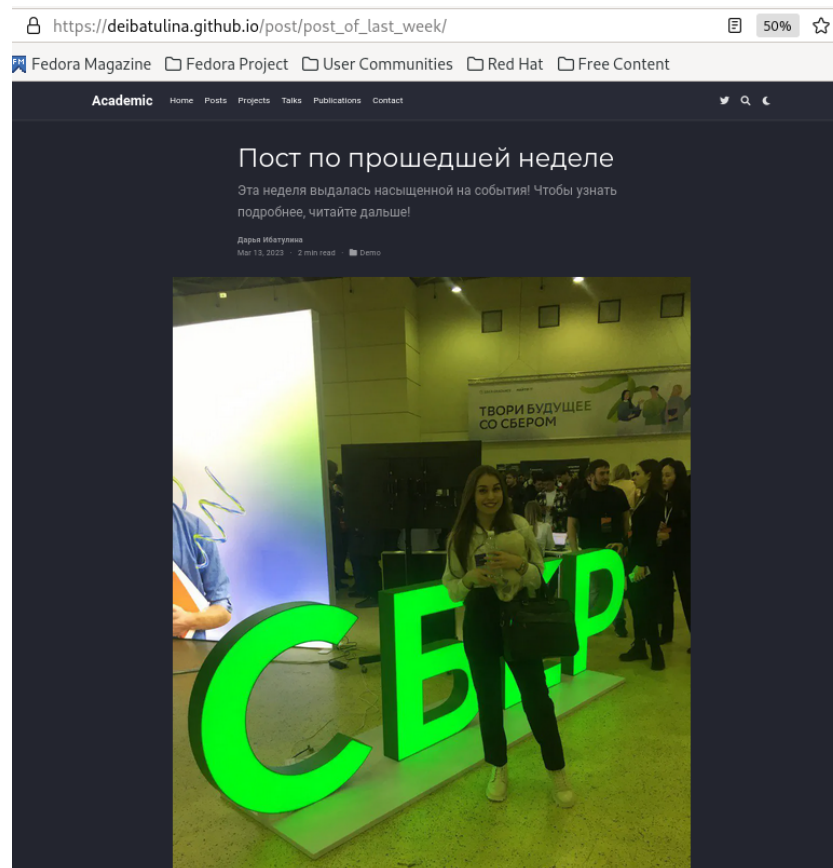 https://deibatulina.github.io/post/post_of_last_week/ 50%
FM Fedora Magazine Fedora Project User Communities Red Hat Free Content
Academic Home Posts Projects Talks Publications Contact
Пост по прошедшей неделе
Эта неделя выдалась насыщенной на события! Чтобы узнать
подробнее, читайте дальше!
Дарья Ибатулина
Mar 13, 2023 · 2 min read · Demo
ТВОРИ БУДУЩЕЕ
СО СБЕРОМ
СБЕР